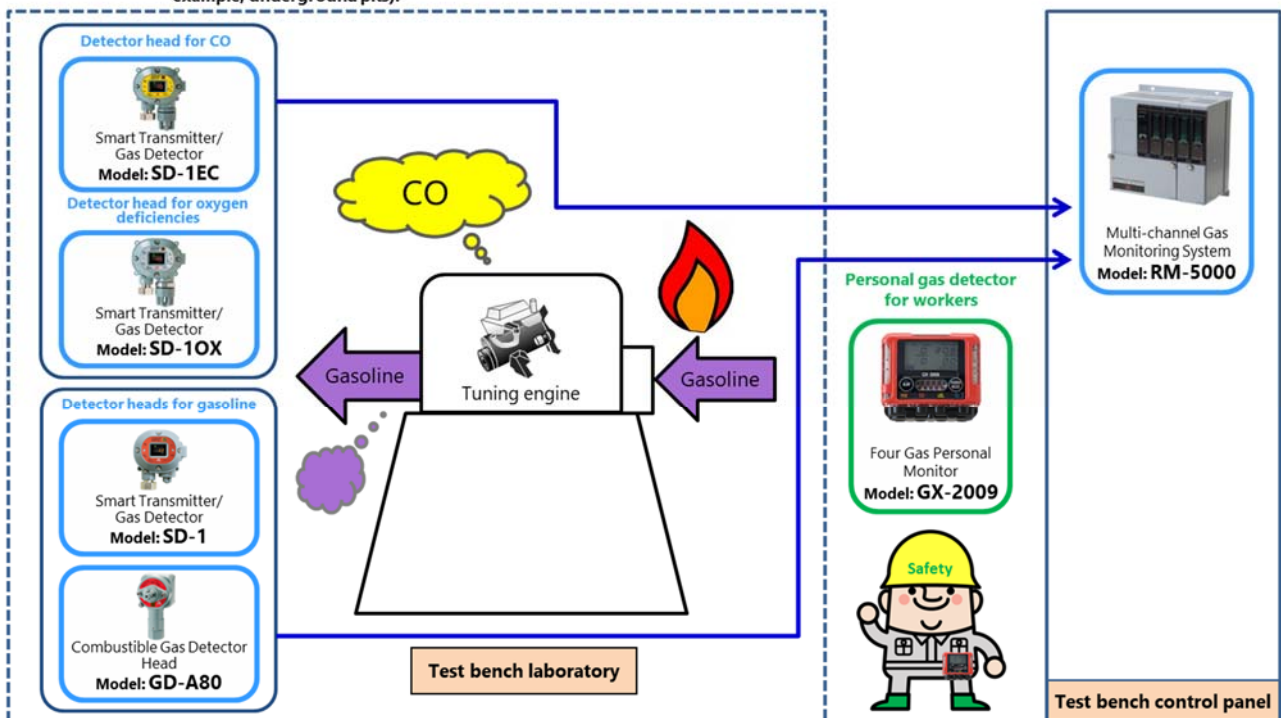 example, underground pits).
Detector head for CO
Smart Transmitter/
Gas Detector
Model: SD-1EC
Detector head for oxygen
deficiencies
Smart Transmitter/
Gas Detector
Model: SD-1OX
Detector heads for gasoline
Smart Transmitter/
Gas Detector
Model: SD-1
Combustible Gas Detector
Head
Model: GD-A80
CO
Gasoline
Tuning engine
Gasoline
Test bench laboratory
Personal gas detector
for workers
Four Gas Personal
Monitor
Model: GX-2009
Safety
Multi-channel Gas
Monitoring System
Model: RM-5000
Test bench control panel